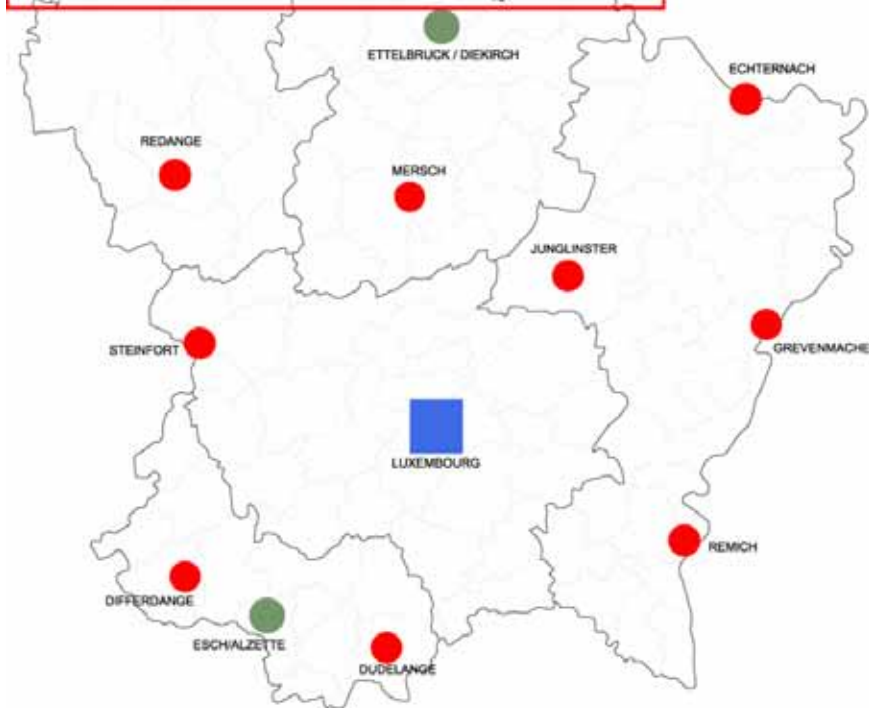 ETTELBRUCK / DIEKIRCH
ECHTERNACH
REDANGE
MERSCH
JUNGLINSTER
STEINFORT
GREVENMACHE
LUXEMBOURG
REMICH
DIFFERDANGE
ESCH/ALZETTE
DUDELANGE